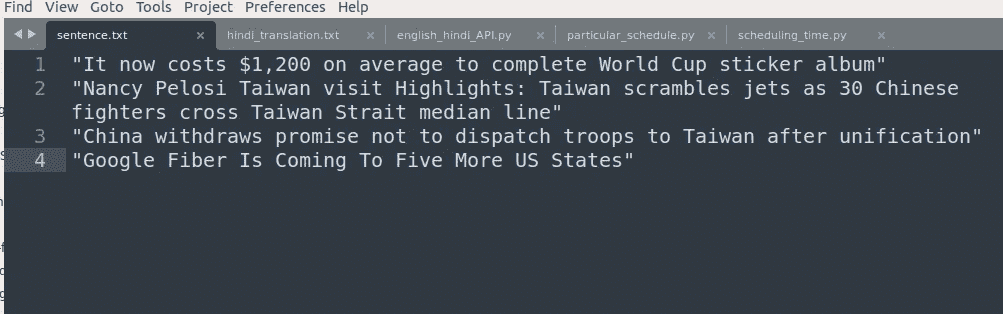 Find View Goto Tools Project Preferences Help
sentence.txt × hindi_translation.txt × english_hindi_API.py × particular_schedule.py × scheduling_time.py ×
1 "It now costs $1,200 on average to complete World Cup sticker album"
2 "Nancy Pelosi Taiwan visit Highlights: Taiwan scrambles jets as 30 Chinese
fighters cross Taiwan Strait median line"
3 "China withdraws promise not to dispatch troops to Taiwan after unification"
4 "Google Fiber Is Coming To Five More US States"